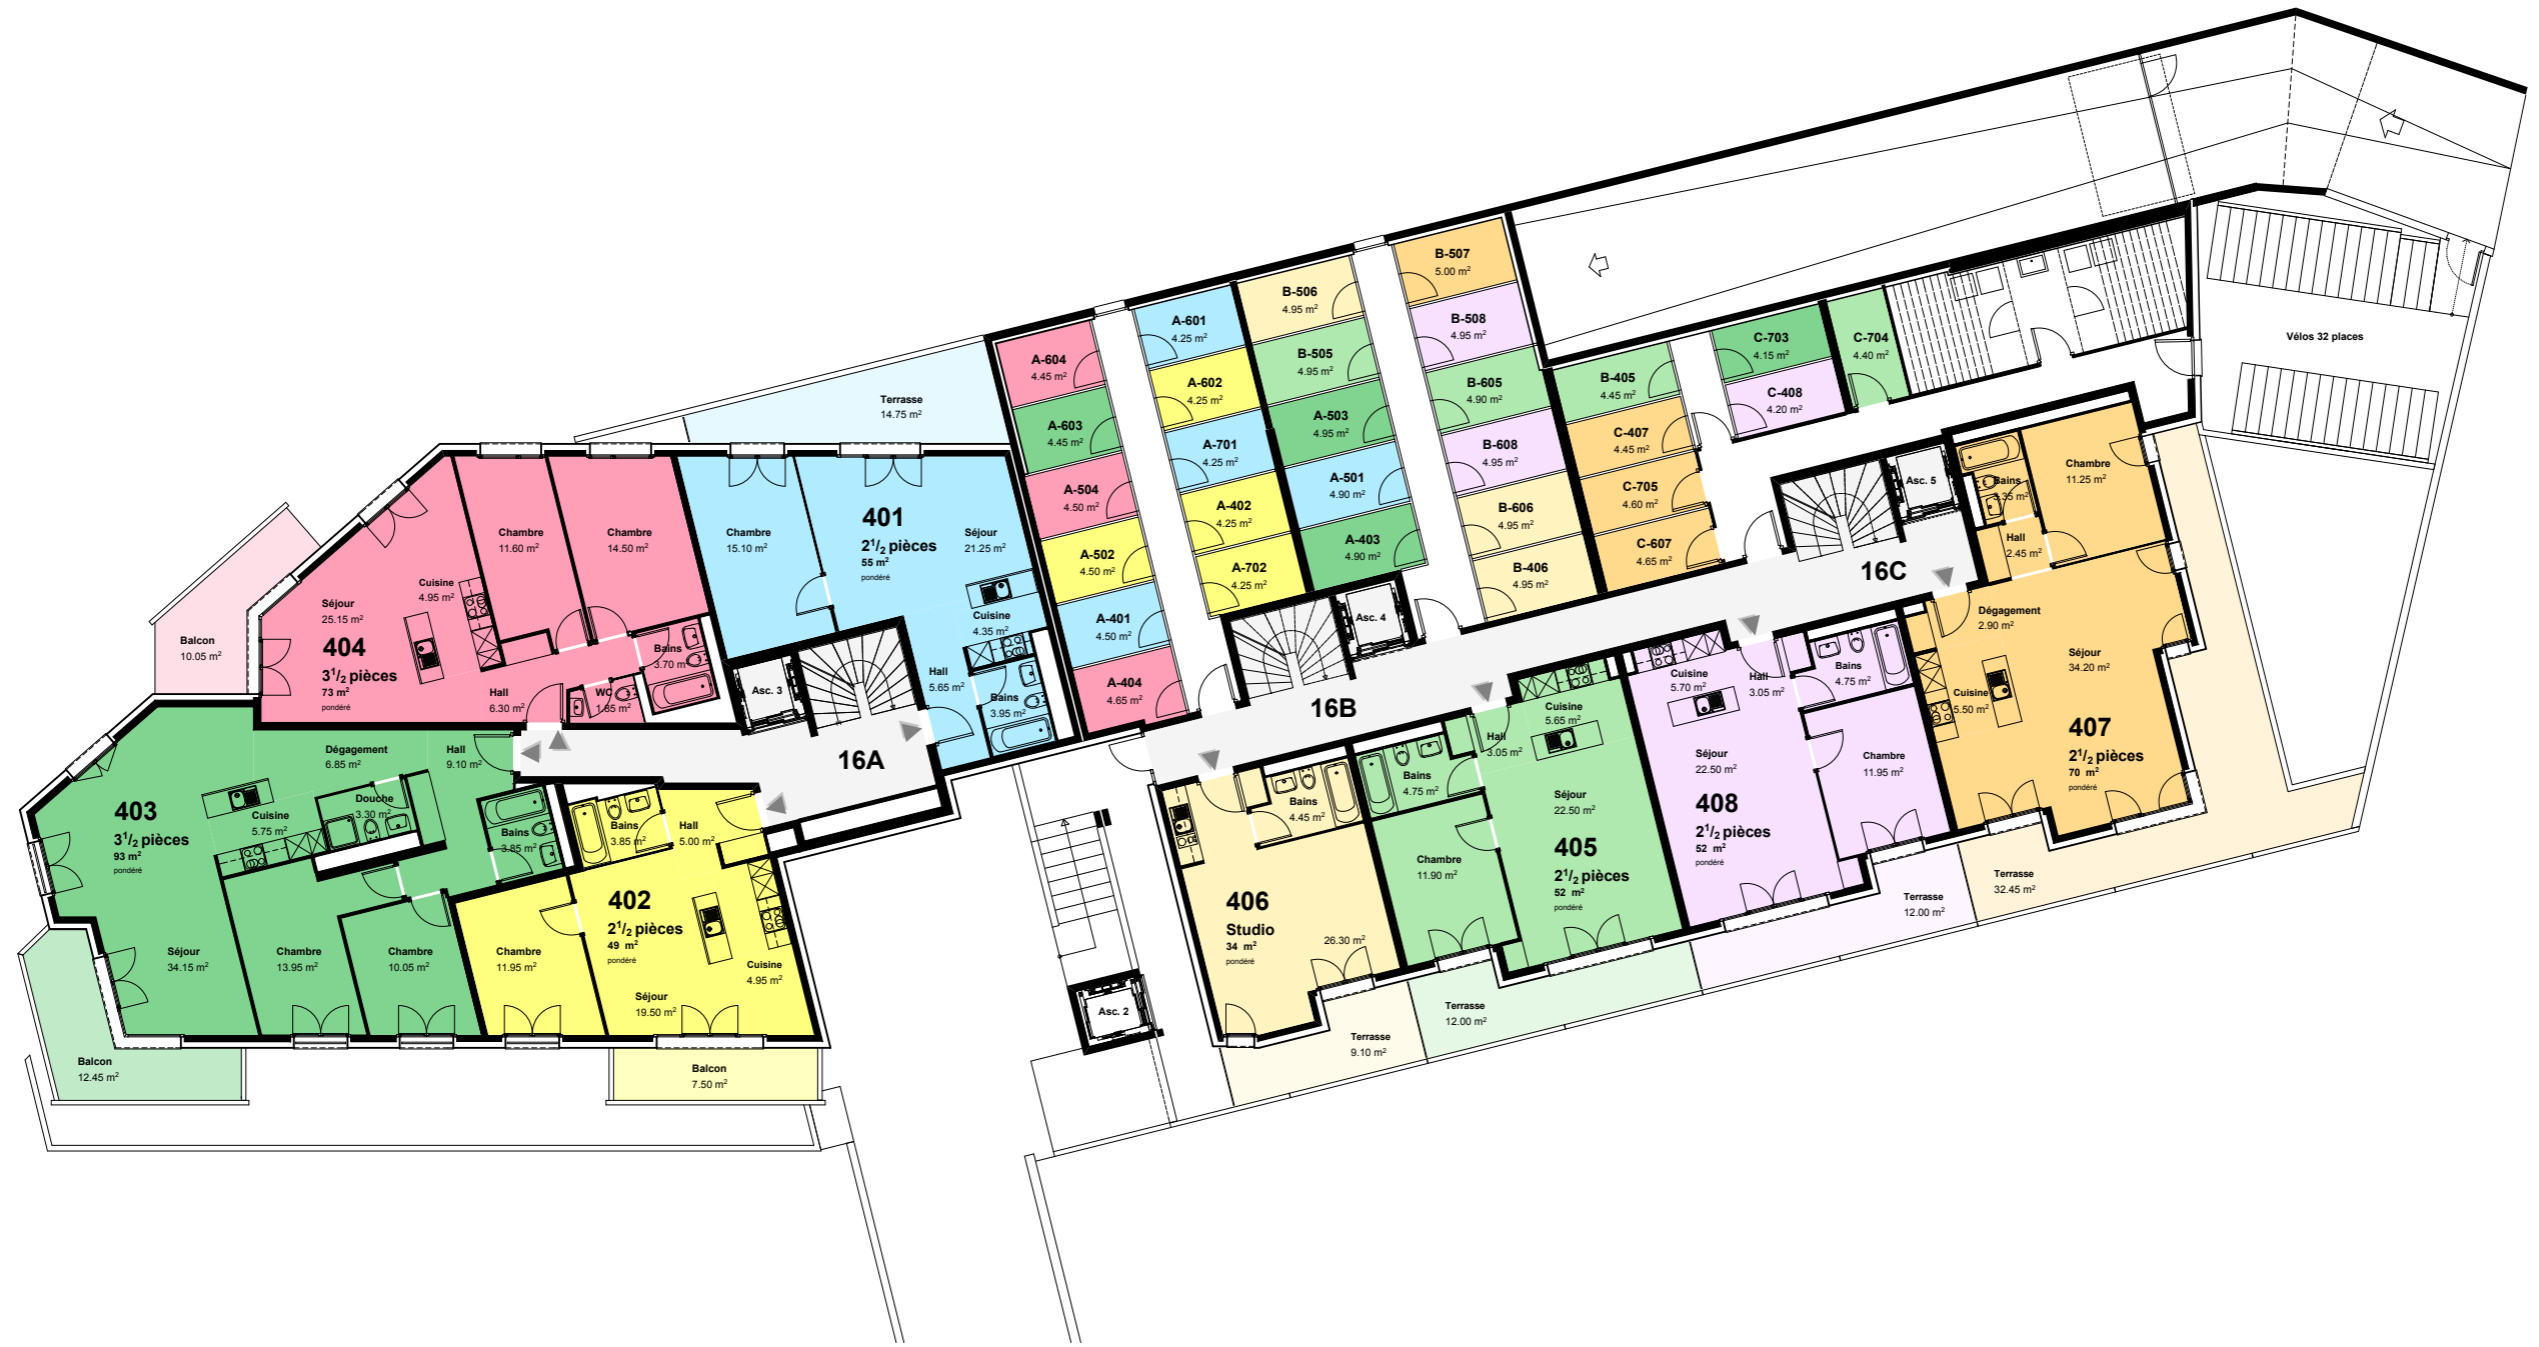 404
3 1/2 pièces
73 m²
pondéré
Séjour
25.15 m²
Cuisine
4.95 m²
Chambre
11.60 m²
Chambre
14.50 m²
Hall
6.30 m²
WC
1.85 m²
Bains
3.70 m²
Balcon
10.05 m²
401
2 1/2 pièces
55 m²
pondéré
Chambre
15.10 m²
Séjour
21.25 m²
Cuisine
4.35 m²
Hall
5.65 m²
Bains
3.95 m²
Terrasse
14.75 m²
Asc. 3
16A
403
3 1/2 pièces
93 m²
pondéré
Dégagement
6.85 m²
Hall
9.10 m²
Cuisine
5.75 m²
Douche
3.30 m²
Bains
3.85 m²
Séjour
34.15 m²
Chambre
13.95 m²
Chambre
10.05 m²
Balcon
12.45 m²
402
2 1/2 pièces
49 m²
pondéré
Bains
3.85 m²
Hall
5.00 m²
Chambre
11.95 m²
Séjour
19.50 m²
Cuisine
4.95 m²
Balcon
7.50 m²
A-604
4.45 m²
A-603
4.45 m²
A-504
4.50 m²
A-502
4.50 m²
A-401
4.50 m²
A-404
4.65 m²
A-601
4.25 m²
A-602
4.25 m²
A-701
4.25 m²
A-402
4.25 m²
A-702
4.25 m²
B-506
4.95 m²
B-505
4.95 m²
A-503
4.95 m²
A-501
4.90 m²
A-403
4.90 m²
B-507
5.00 m²
B-508
4.95 m²
B-605
4.90 m²
B-608
4.95 m²
B-606
4.95 m²
B-406
4.95 m²
B-405
4.45 m²
C-407
4.45 m²
C-705
4.60 m²
C-607
4.65 m²
C-703
4.15 m²
C-408
4.20 m²
C-704
4.40 m²
Vélos 32 places
Asc. 4
16B
Asc. 5
16C
Asc. 2
406
Studio
34 m²
pondéré
26.30 m²
Bains
4.45 m²
Terrasse
9.10 m²
405
2 1/2 pièces
52 m²
pondéré
Bains
4.75 m²
Hall
3.05 m²
Cuisine
5.65 m²
Séjour
22.50 m²
Chambre
11.90 m²
Terrasse
12.00 m²
408
2 1/2 pièces
52 m²
pondéré
Cuisine
5.70 m²
Hall
3.05 m²
Bains
4.75 m²
Séjour
22.50 m²
Chambre
11.95 m²
Terrasse
12.00 m²
407
2 1/2 pièces
70 m²
pondéré
Bains
3.35 m²
Chambre
11.25 m²
Hall
2.45 m²
Dégagement
2.90 m²
Séjour
34.20 m²
Cuisine
5.50 m²
Terrasse
32.45 m²